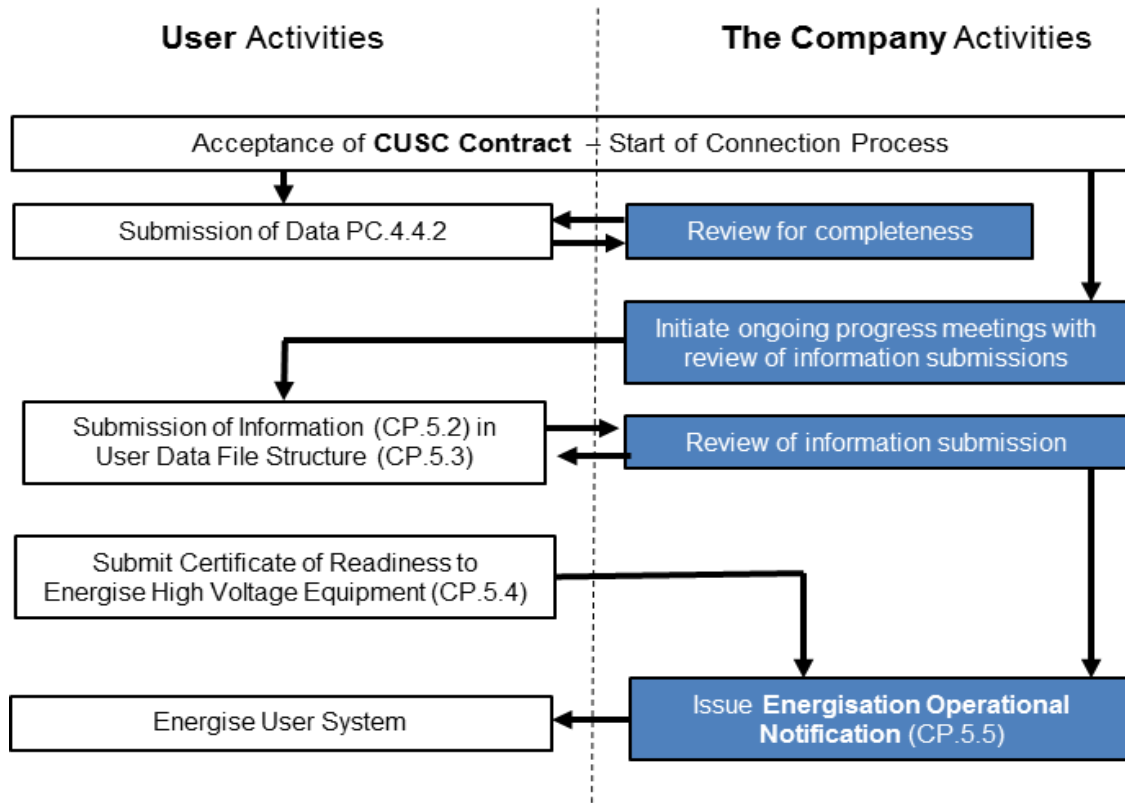 User Activities
The Company Activities
Acceptance of CUSC Contract – Start of Connection Process
Submission of Data PC.4.4.2
Review for completeness
Initiate ongoing progress meetings with
review of information submissions
Submission of Information (CP.5.2) in
User Data File Structure (CP.5.3)
Review of information submission
Submit Certificate of Readiness to
Energise High Voltage Equipment (CP.5.4)
Issue Energisation Operational
Notification (CP.5.5)
Energise User System